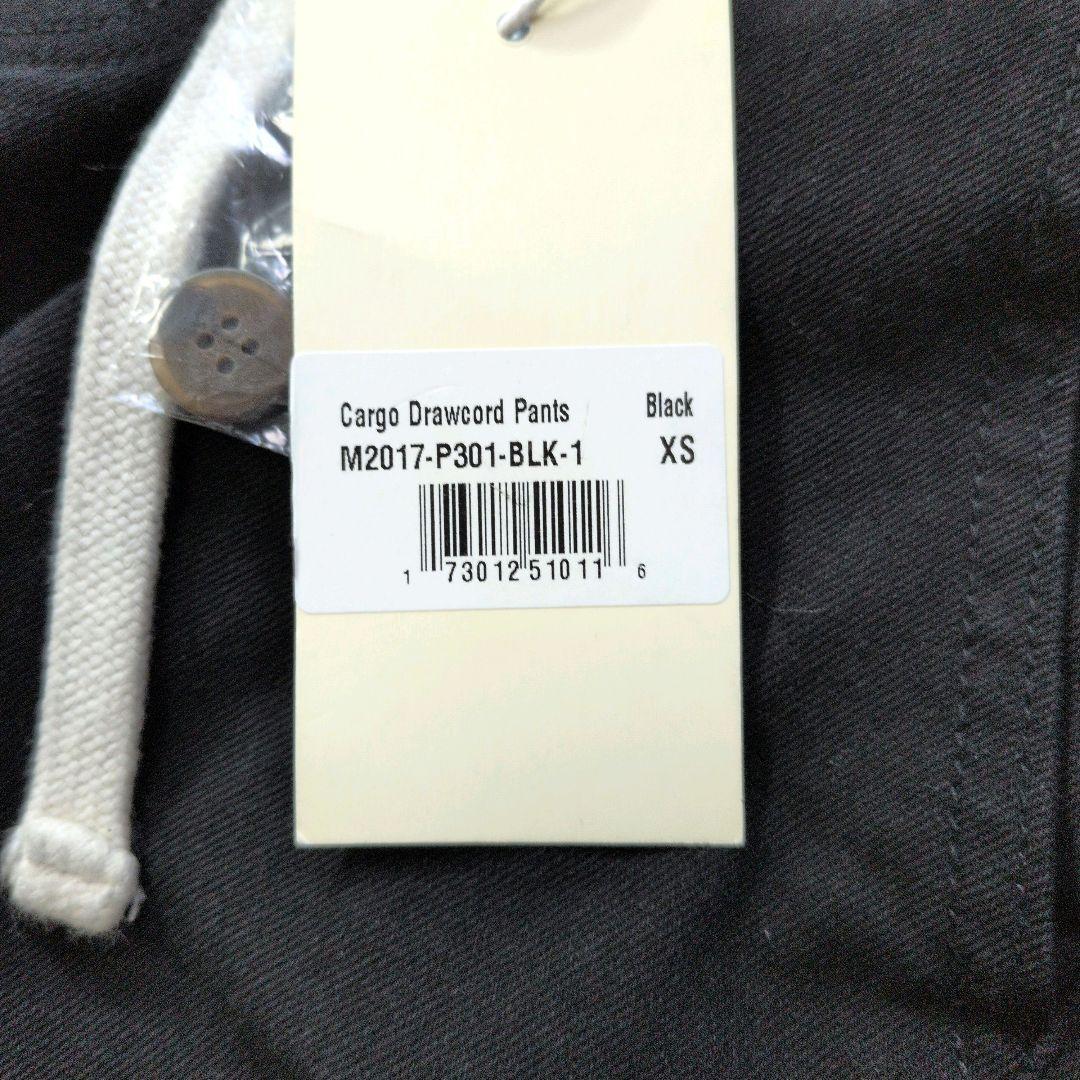 Cargo Drawcord Pants Black
M2017-P301-BLK-1 XS
1 73012 51011 6